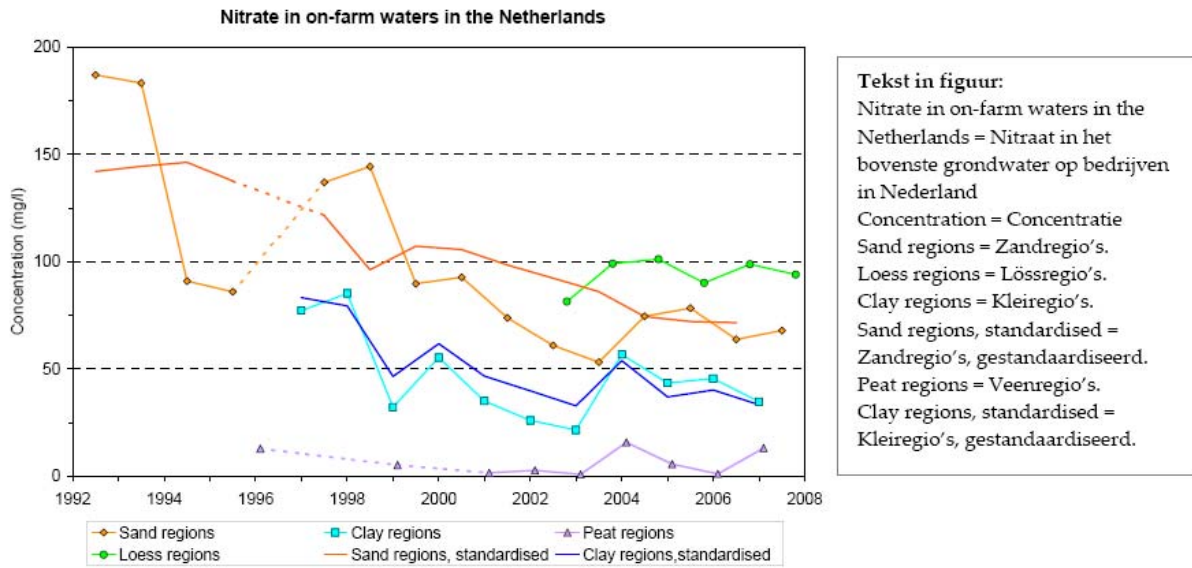 Nitrate in on-farm waters in the Netherlands
200
150
100
50
0
Concentration (mg/l)
1992 1994 1996 1998 2000 2002 2004 2006 2008
Sand regions Clay regions Peat regions
Loess regions Sand regions, standardised Clay regions,standardised
Tekst in figuur:
Nitrate in on-farm waters in the
Netherlands = Nitraat in het
bovenste grondwater op bedrijven
in Nederland
Concentration = Concentratie
Sand regions = Zandregio's.
Loess regions = Lössregio's.
Clay regions = Kleiregio's.
Sand regions, standardised =
Zandregio's, gestandaardiseerd.
Peat regions = Veenregio's.
Clay regions, standardised =
Kleiregio's, gestandaardiseerd.